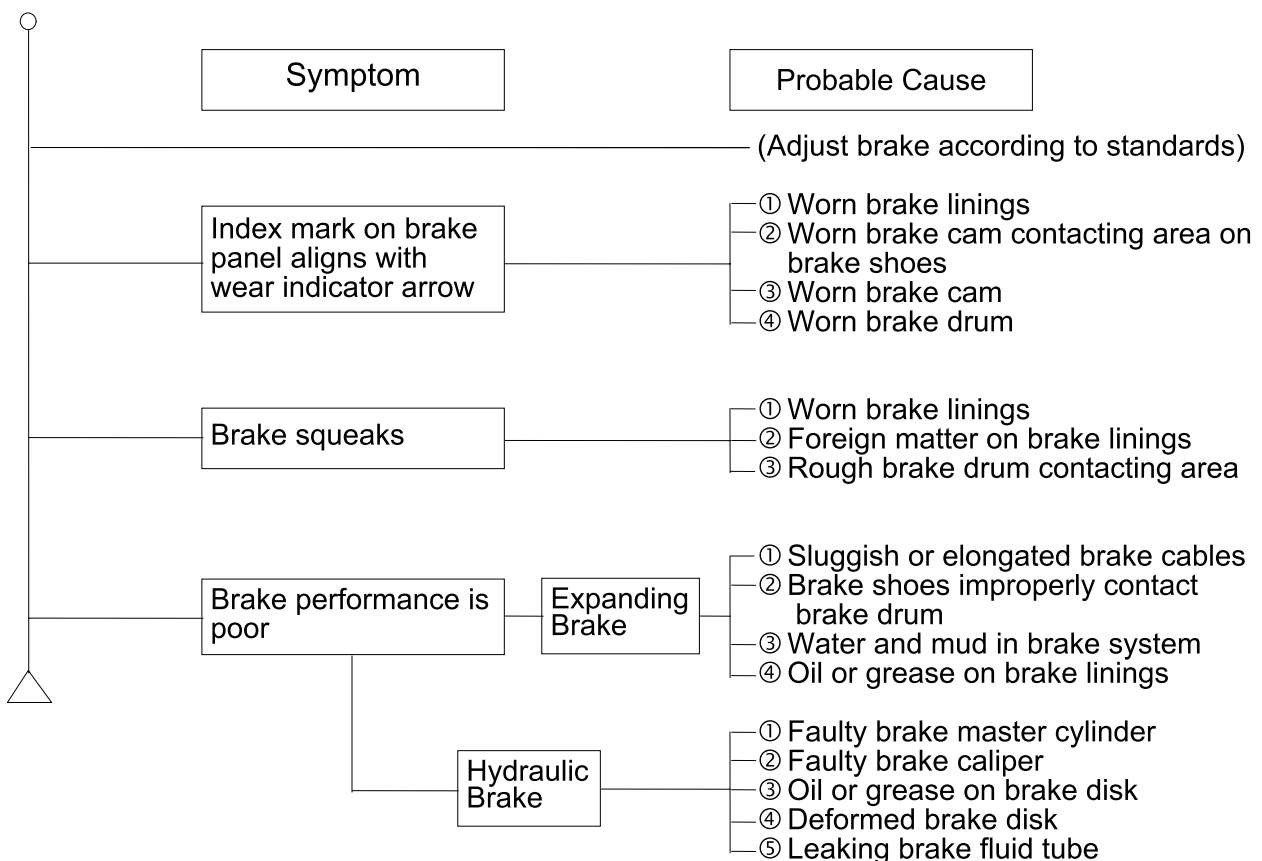 Symptom
Probable Cause
(Adjust brake according to standards)
Index mark on brake
panel aligns with
wear indicator arrow
① Worn brake linings
② Worn brake cam contacting area on
brake shoes
③ Worn brake cam
④ Worn brake drum
Brake squeaks
① Worn brake linings
② Foreign matter on brake linings
③ Rough brake drum contacting area
Brake performance is
poor
Expanding
Brake
① Sluggish or elongated brake cables
② Brake shoes improperly contact
brake drum
③ Water and mud in brake system
④ Oil or grease on brake linings
Hydraulic
Brake
① Faulty brake master cylinder
② Faulty brake caliper
③ Oil or grease on brake disk
④ Deformed brake disk
⑤ Leaking brake fluid tube